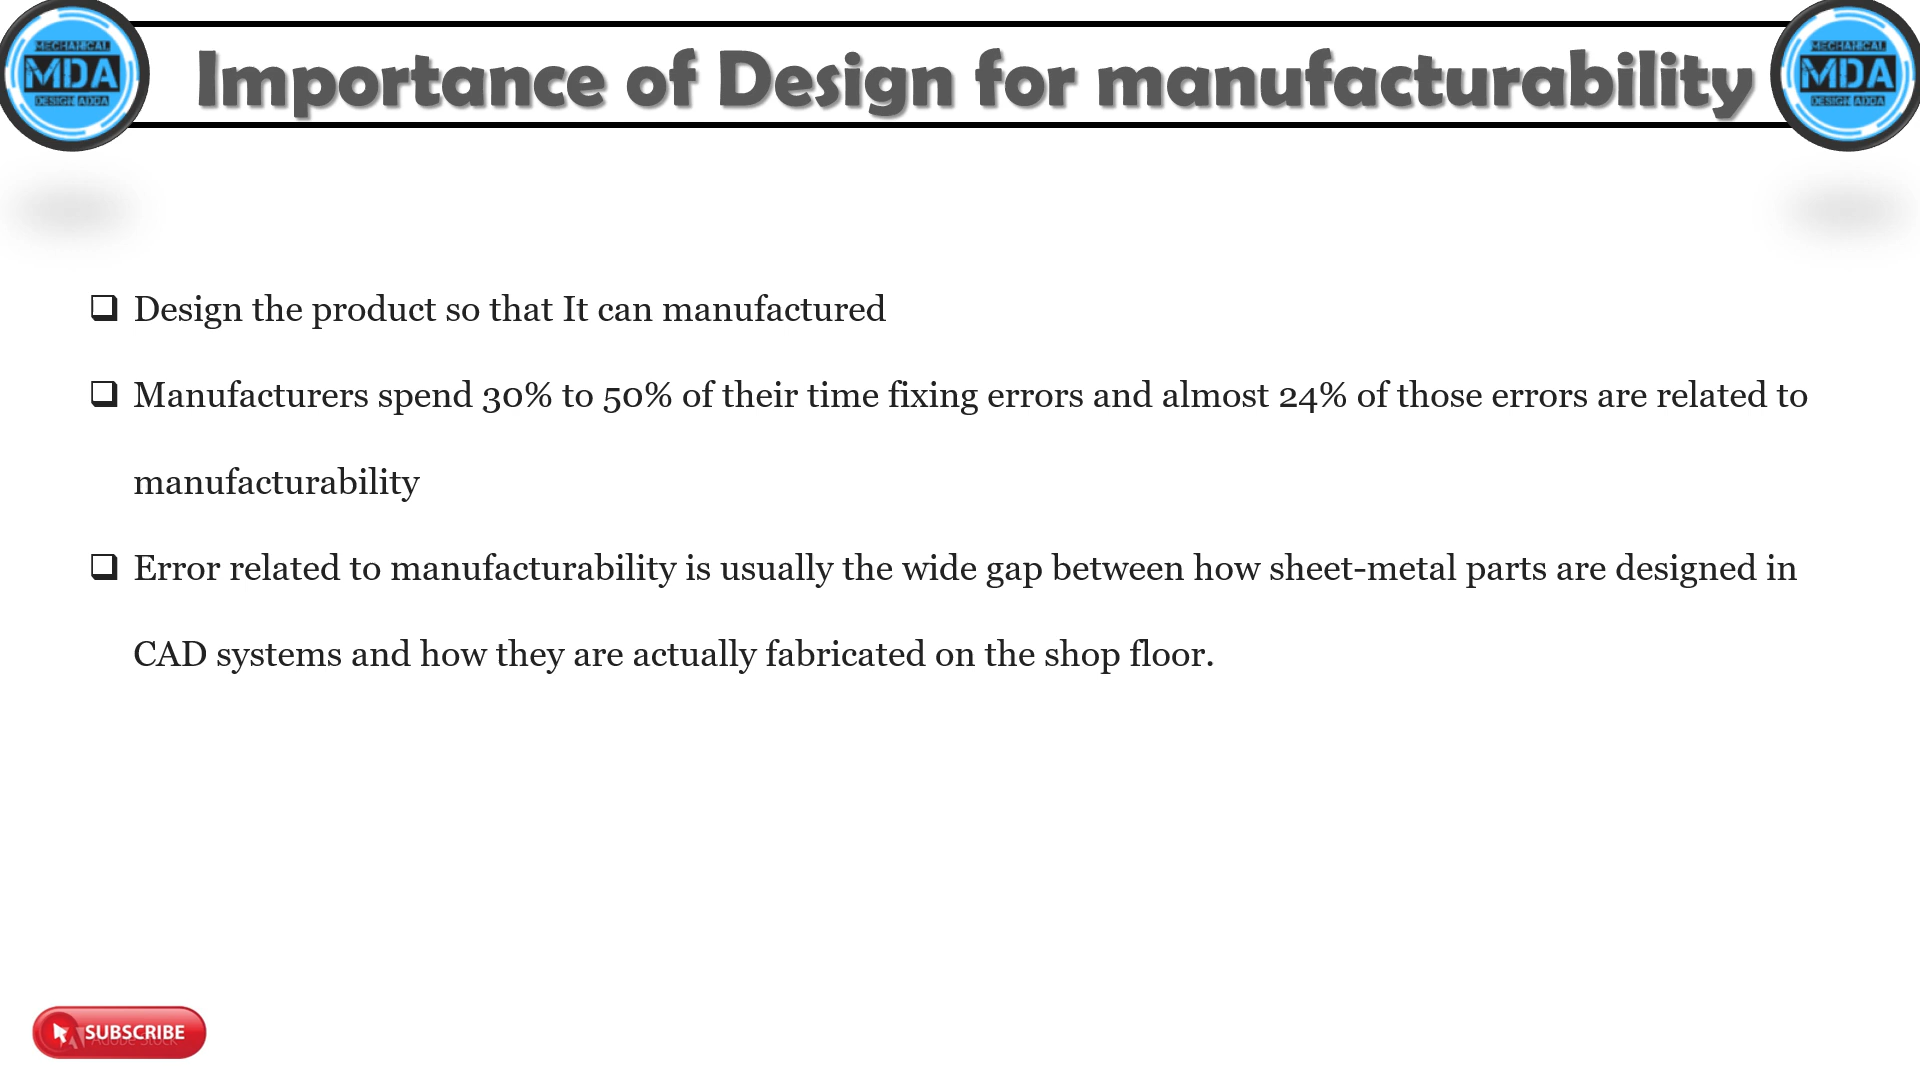 MECHANICAL
MDA
DESIGN ADDA
Importance of Design for manufacturability
MECHANICAL
MDA
DESIGN ADDA
❑ Design the product so that It can manufactured
❑ Manufacturers spend 30% to 50% of their time fixing errors and almost 24% of those errors are related to
manufacturability
❑ Error related to manufacturability is usually the wide gap between how sheet-metal parts are designed in
CAD systems and how they are actually fabricated on the shop floor.
SUBSCRIBE
Adobe Stock